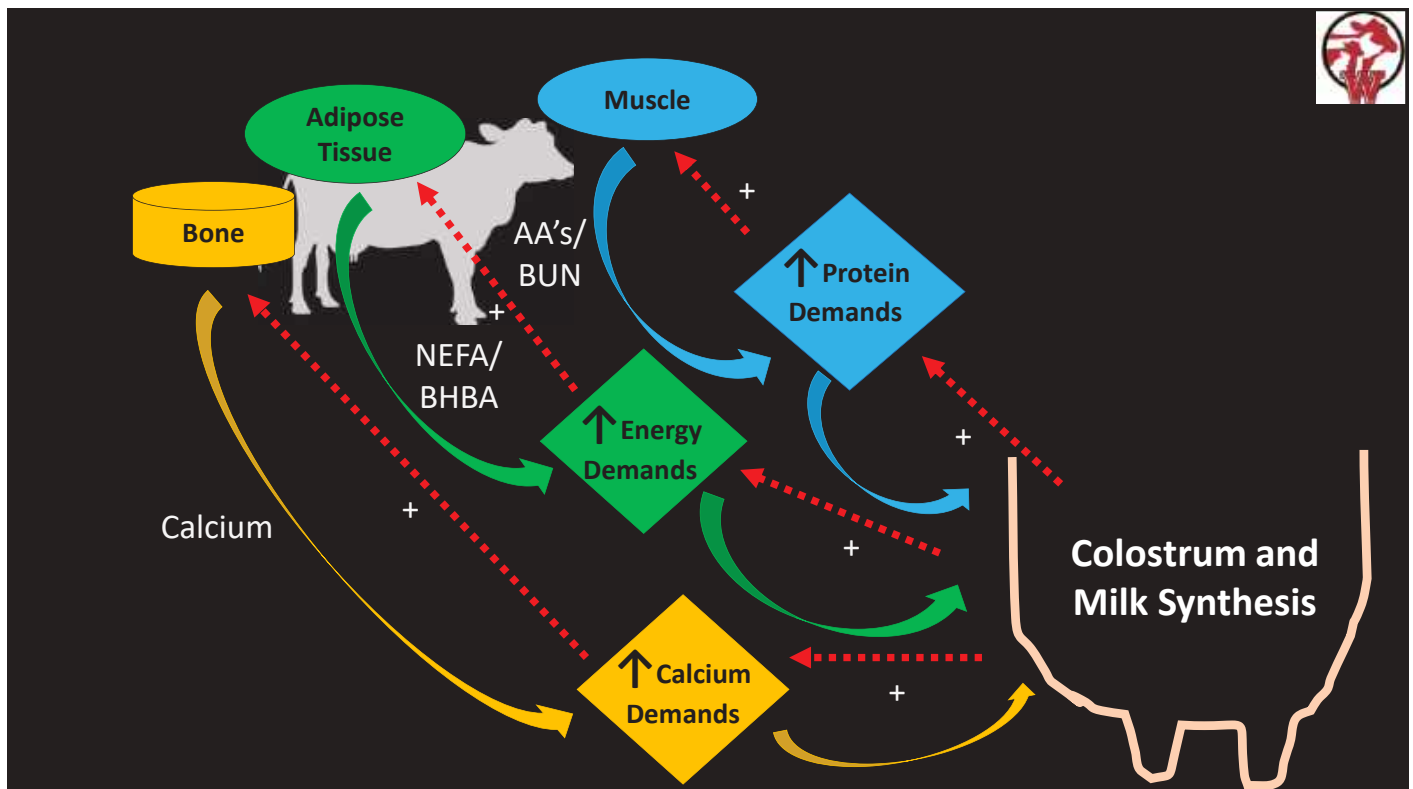 W
Muscle
Adipose
Tissue
Bone
+
AA's/
BUN
↑ Protein
Demands
+
NEFA/
BHBA
↑ Energy
Demands
+
+
Calcium
+
Colostrum and
Milk Synthesis
↑ Calcium
Demands
+